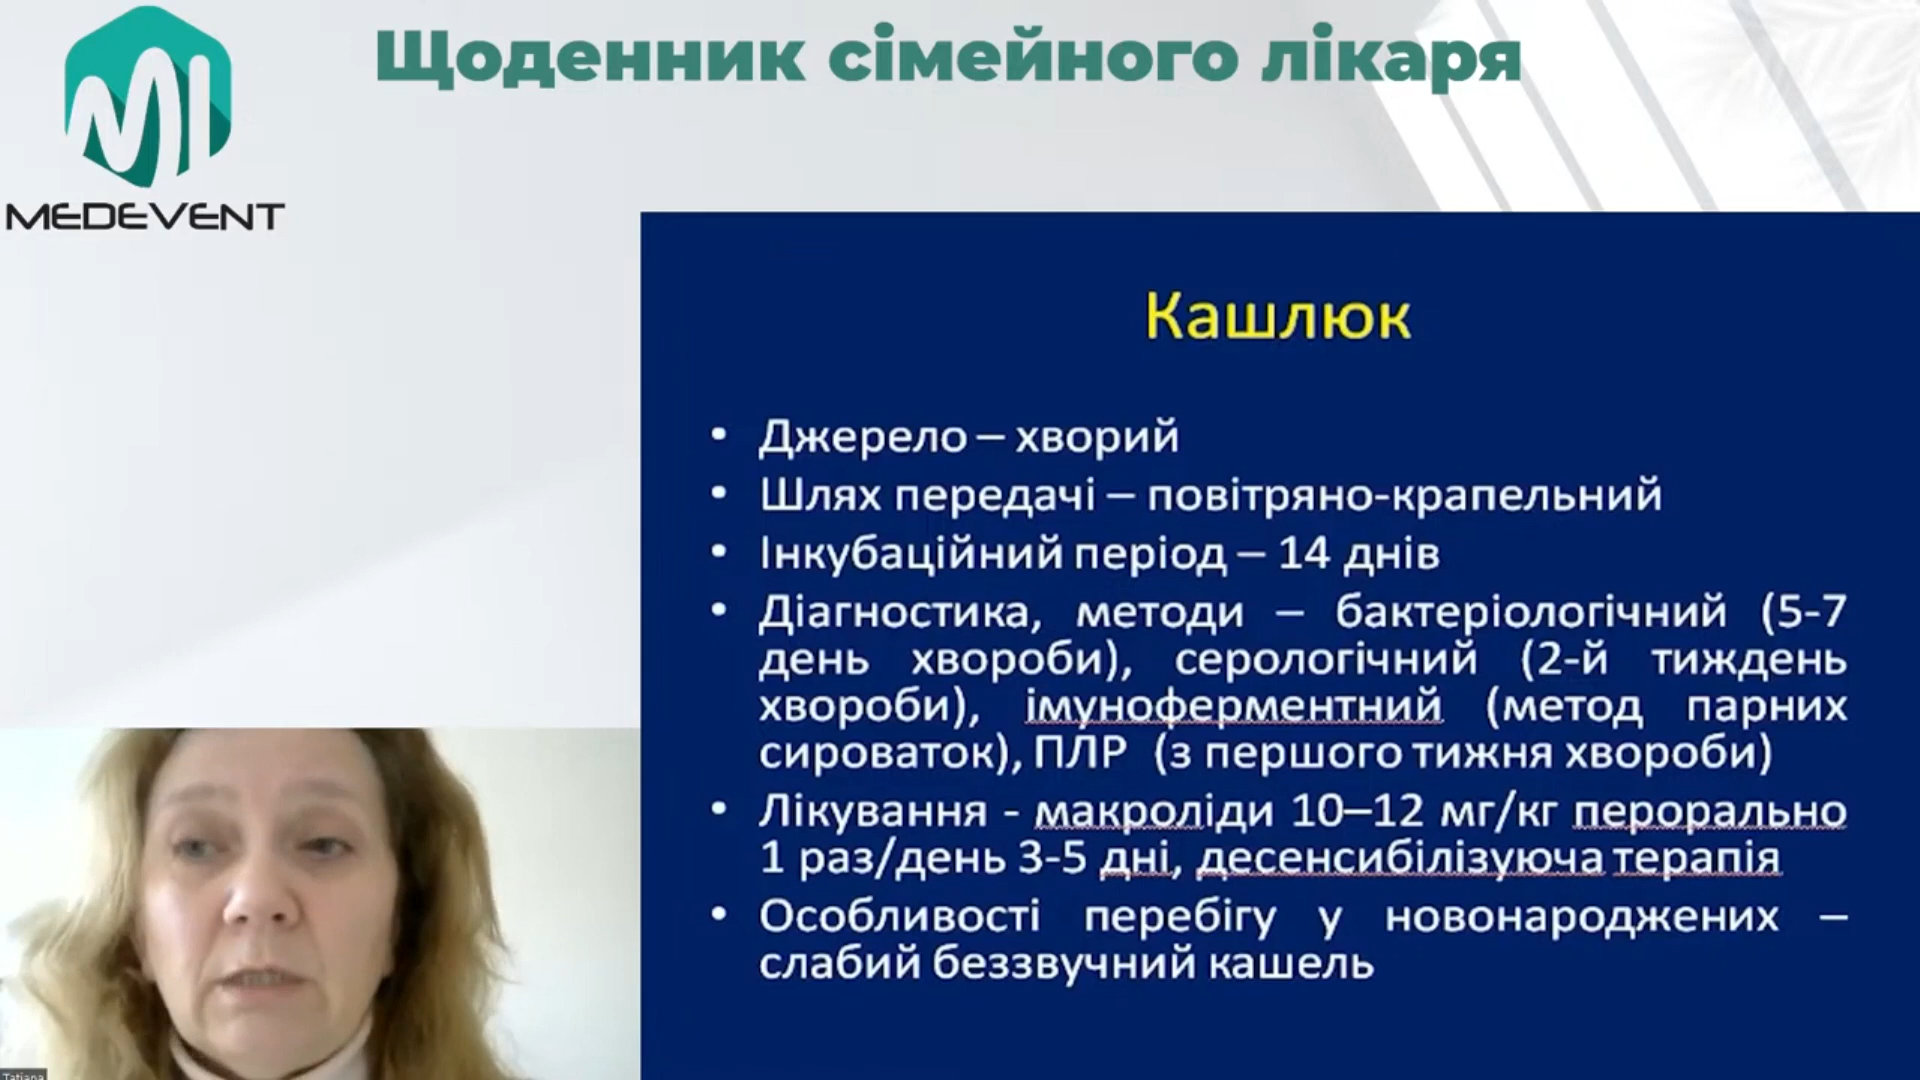 Щоденник сімейного лікаря
MEDEVENT
Кашлюк
• Джерело – хворий
• Шлях передачі – повітряно-крапельний
• Інкубаційний період – 14 днів
• Діагностика, методи – бактеріологічний (5-7
день хвороби), серологічний (2-й тиждень
хвороби), імуноферментний (метод парних
сироваток), ПЛР (з першого тижня хвороби)
• Лікування - макроліди 10–12 мг/кг перорально
1 раз/день 3-5 дні, десенсибілізуюча терапія
• Особливості перебігу у новонароджених –
слабий беззвучний кашель
Tatiana